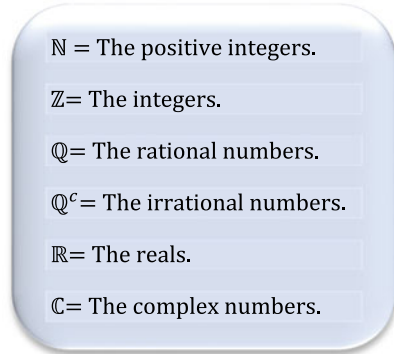 ℕ = The positive integers.
ℤ= The integers.
ℚ= The rational numbers.
ℚᶜ= The irrational numbers.
ℝ= The reals.
ℂ= The complex numbers.